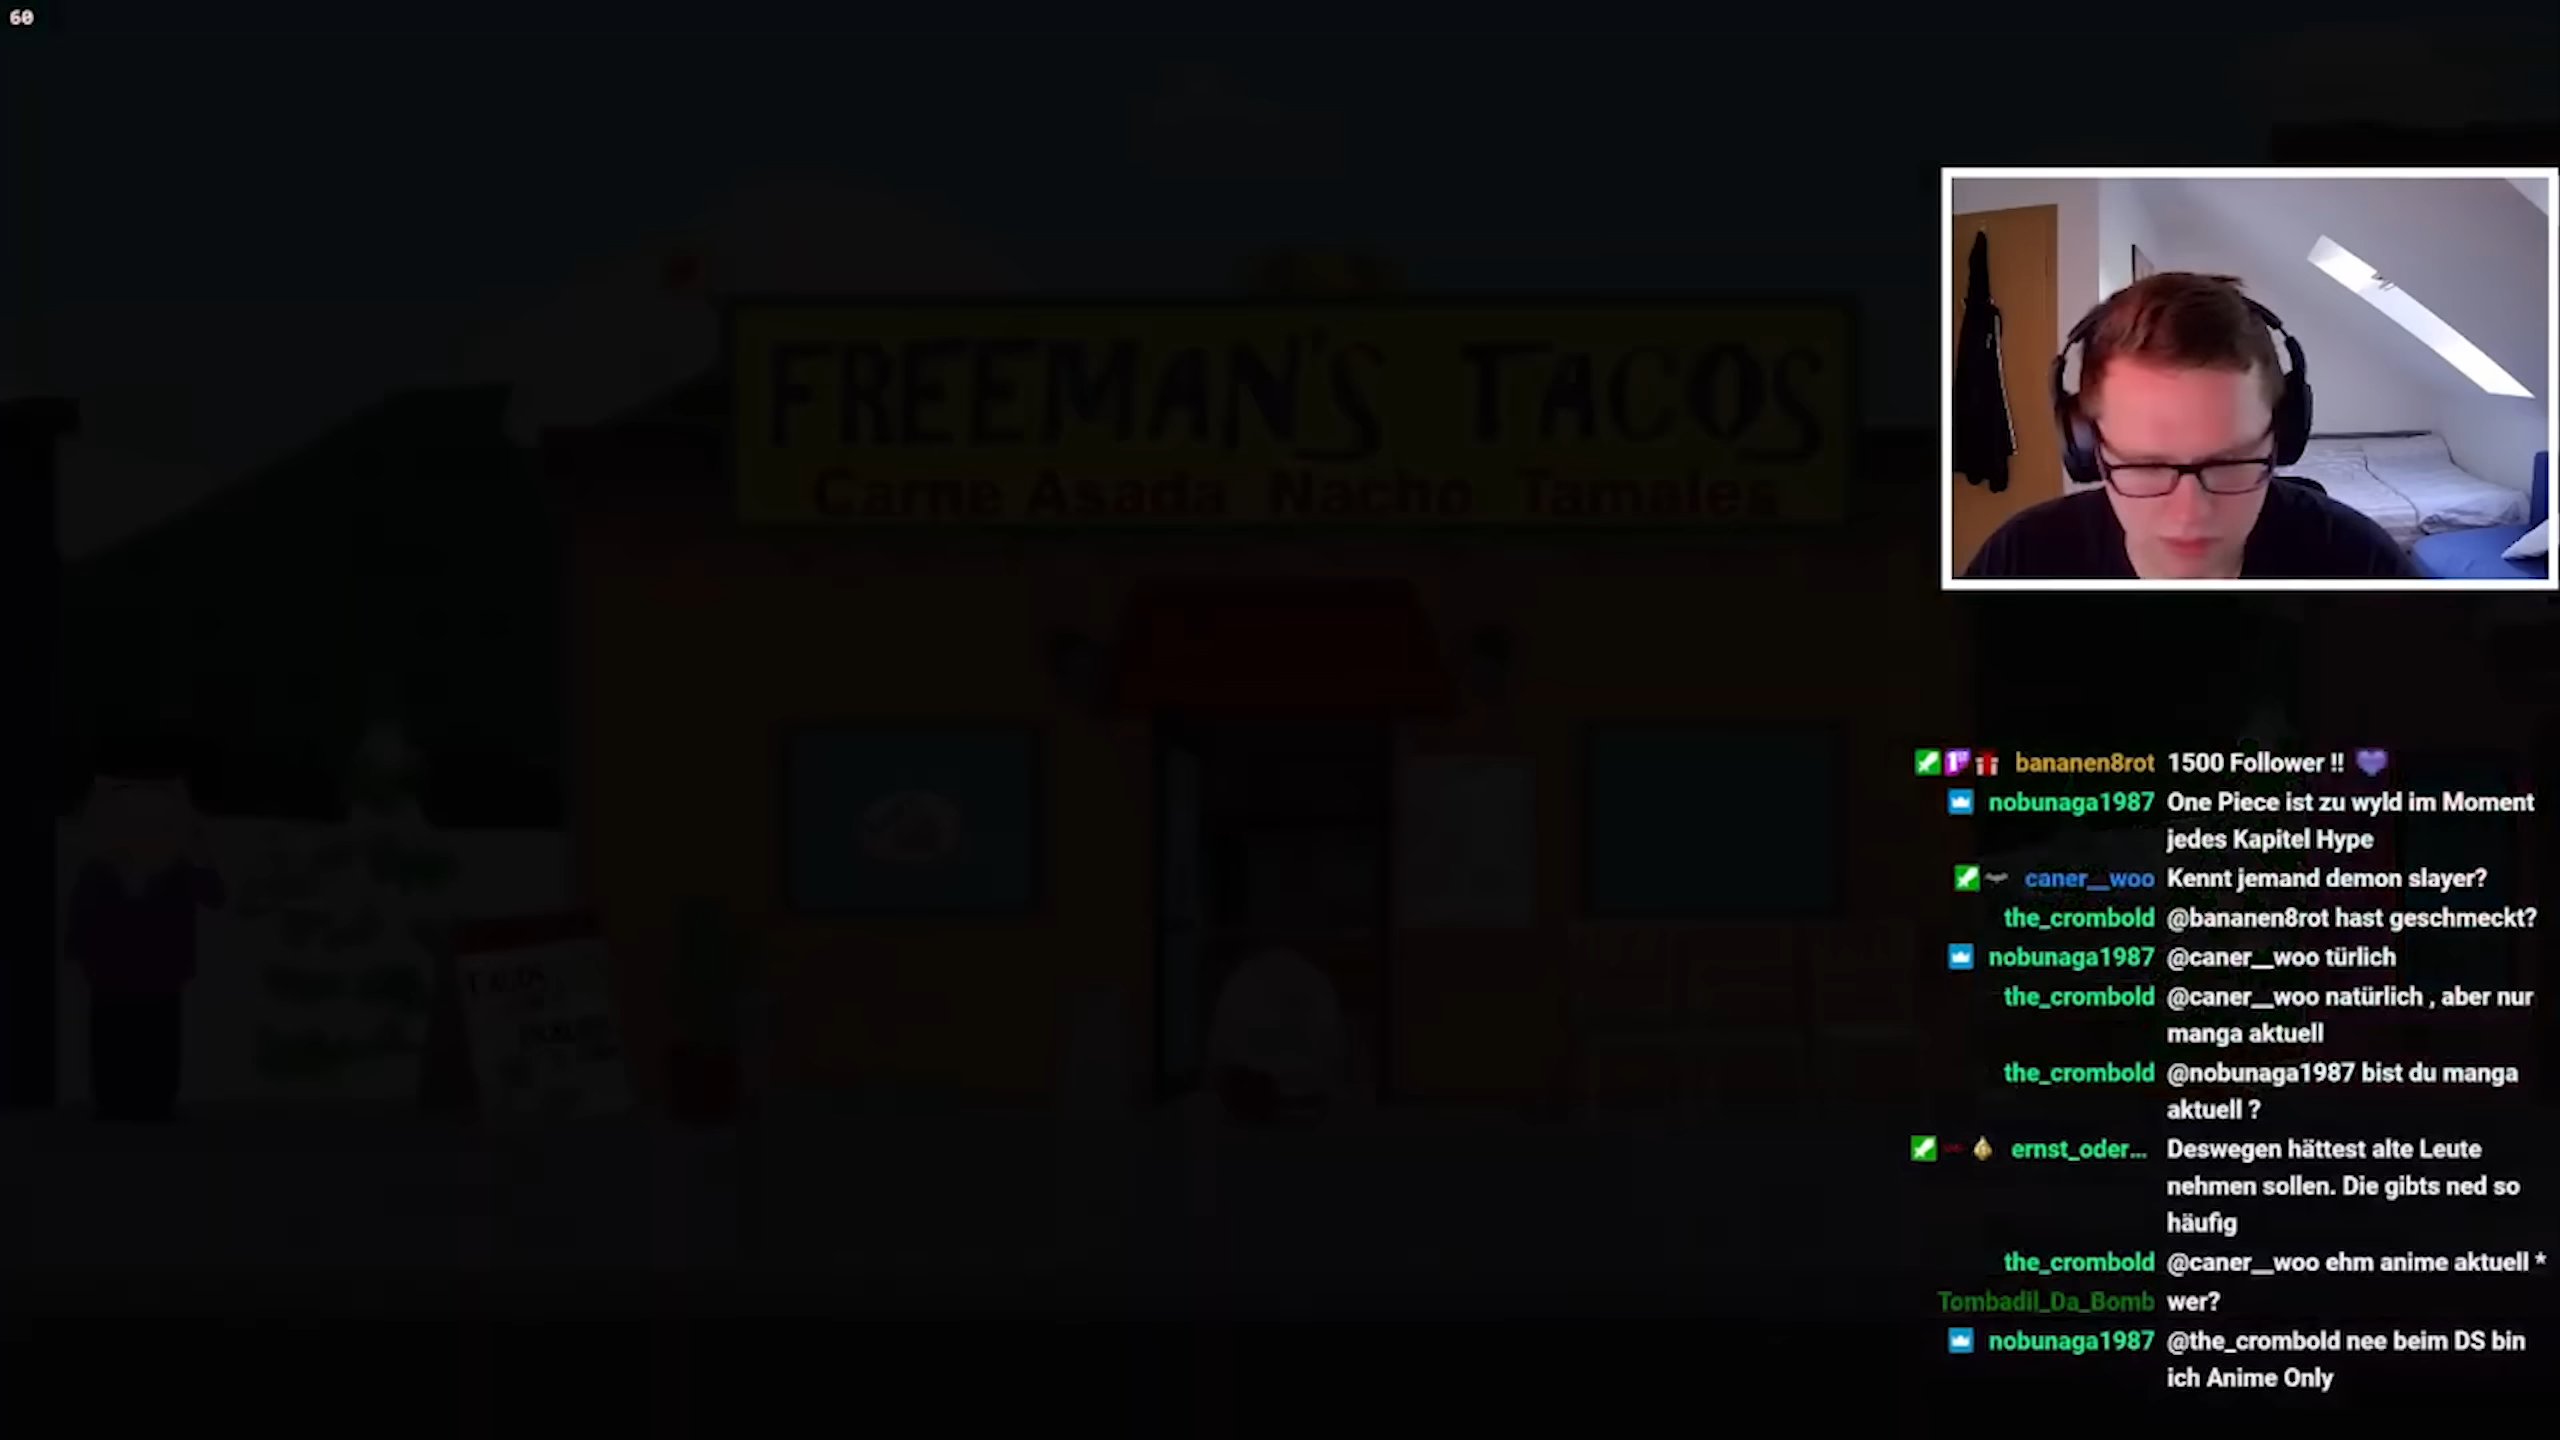 60
FREEMAN'S TACOS
Carne Asada Nacho Tamales
TACOS
bananen8rot 1500 Follower !!
nobunaga1987 One Piece ist zu wyld im Moment
jedes Kapitel Hype
caner__woo Kennt jemand demon slayer?
the_crombold @bananen8rot hast geschmeckt?
nobunaga1987 @caner__woo türlich
the_crombold @caner__woo natürlich , aber nur
manga aktuell
the_crombold @nobunaga1987 bist du manga
aktuell ?
ernst_oder... Deswegen hättest alte Leute
nehmen sollen. Die gibts ned so
häufig
the_crombold @caner__woo ehm anime aktuell *
Tombadil_Da_Bomb wer?
nobunaga1987 @the_crombold nee beim DS bin
ich Anime Only